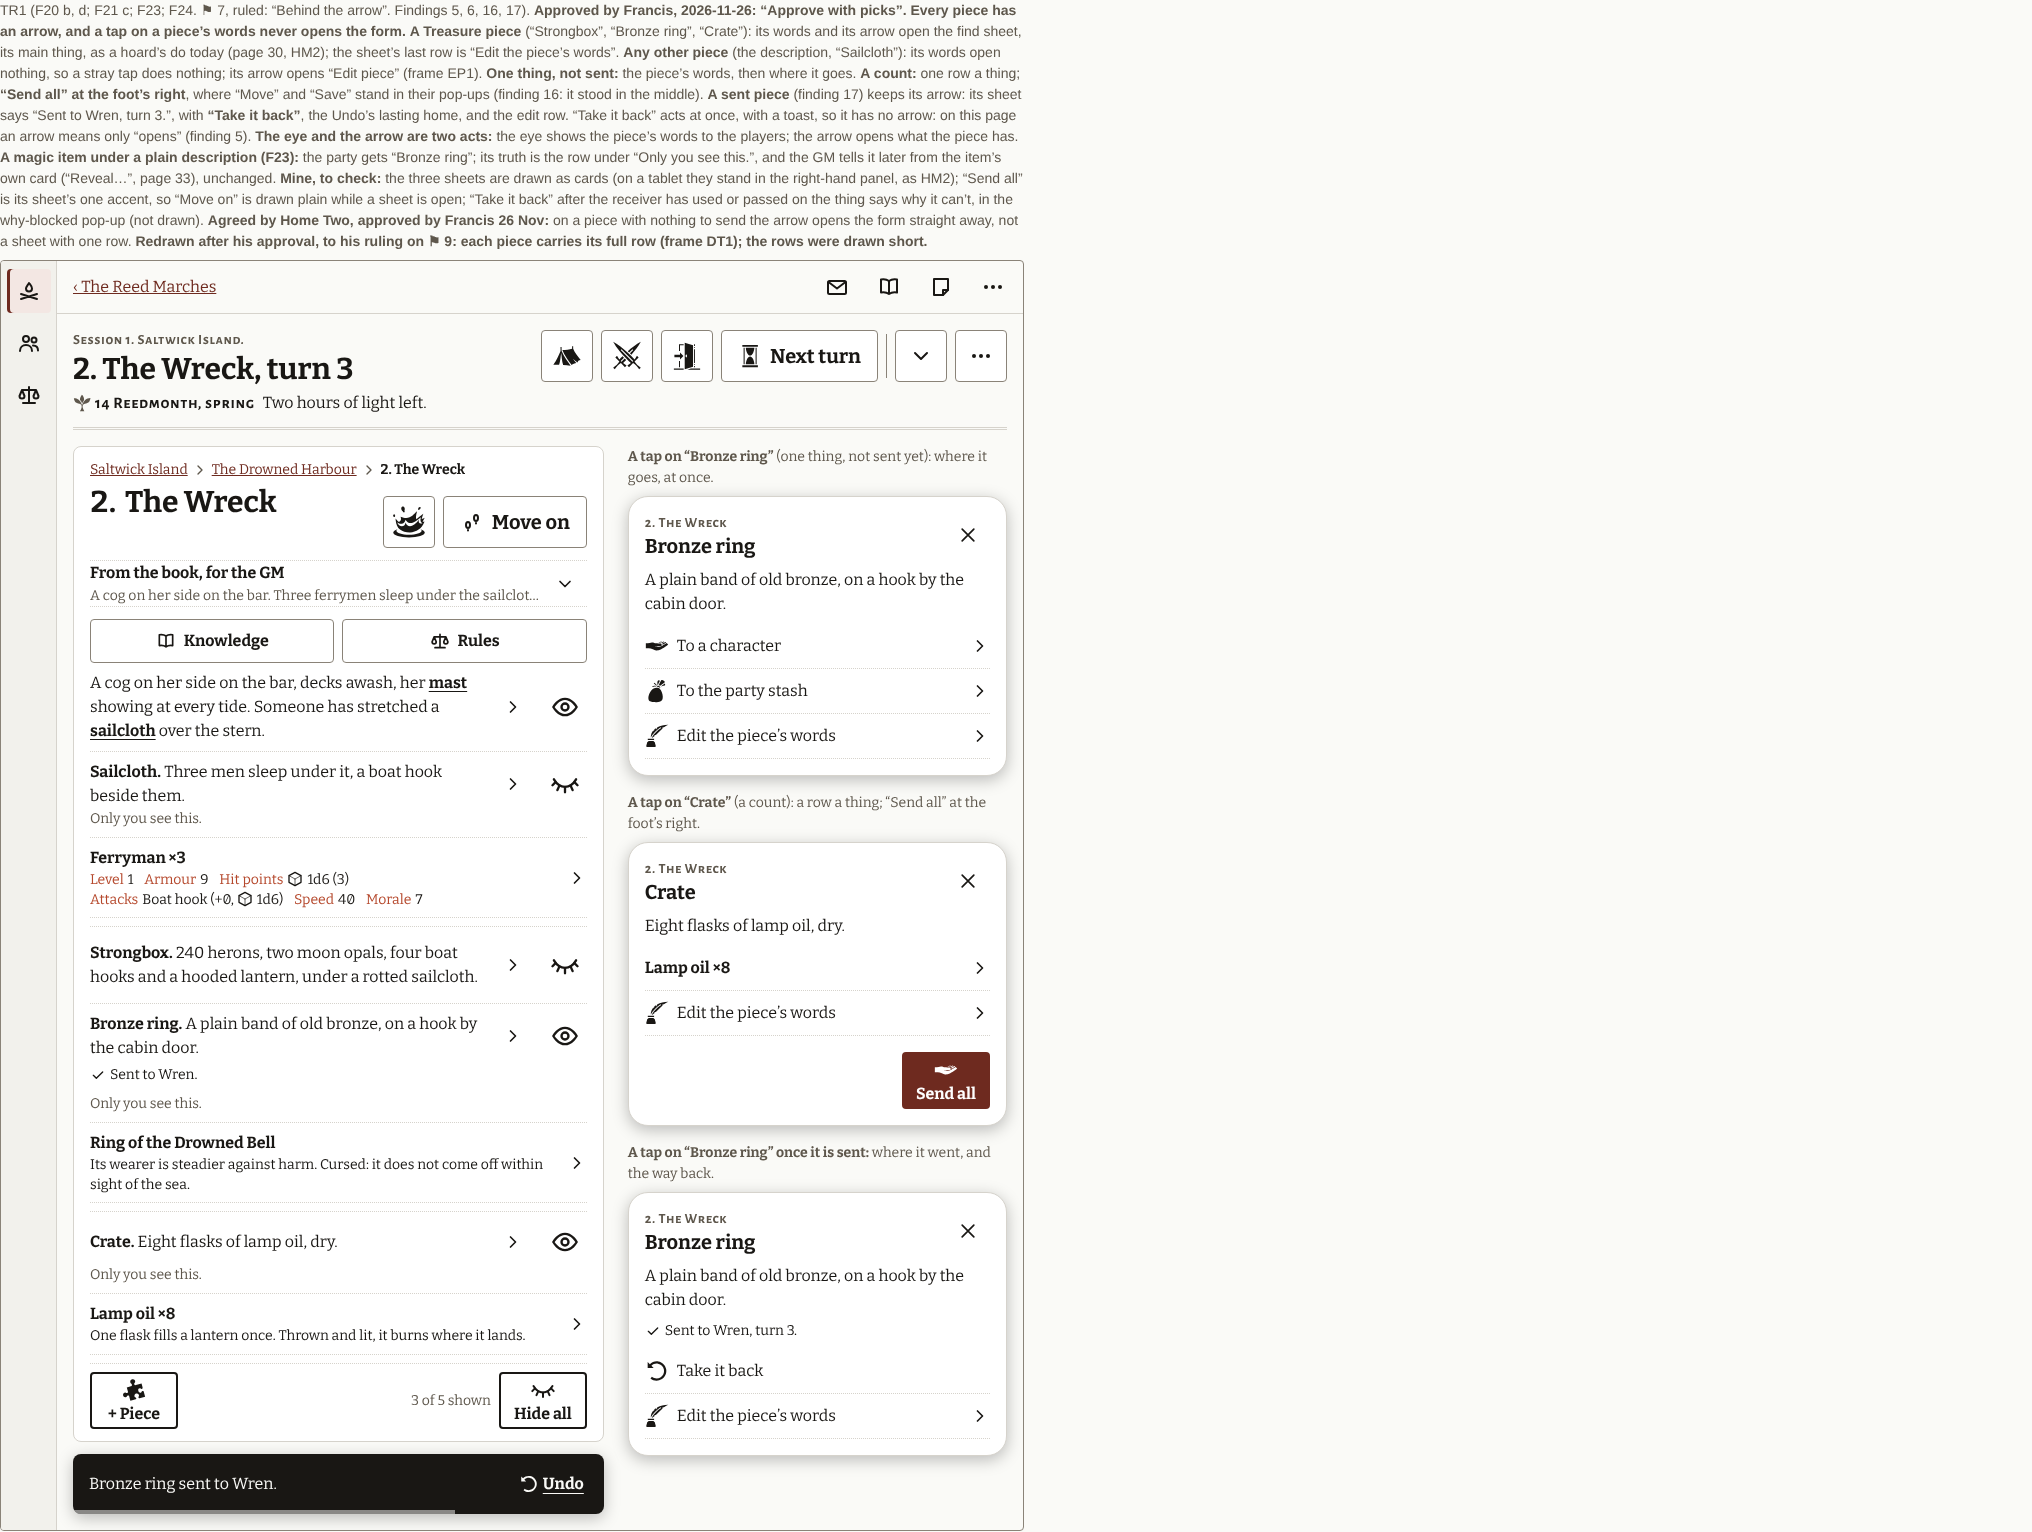 TR1 (F20 b, d; F21 c; F23; F24. ⚑ 7, ruled: “Behind the arrow”. Findings 5, 6, 16, 17). Approved by Francis, 2026-11-26: “Approve with picks”. Every piece has
an arrow, and a tap on a piece’s words never opens the form. A Treasure piece (“Strongbox”, “Bronze ring”, “Crate”): its words and its arrow open the find sheet,
its main thing, as a hoard’s do today (page 30, HM2); the sheet’s last row is “Edit the piece’s words”. Any other piece (the description, “Sailcloth”): its words open
nothing, so a stray tap does nothing; its arrow opens “Edit piece” (frame EP1). One thing, not sent: the piece’s words, then where it goes. A count: one row a thing;
“Send all” at the foot’s right, where “Move” and “Save” stand in their pop-ups (finding 16: it stood in the middle). A sent piece (finding 17) keeps its arrow: its sheet
says “Sent to Wren, turn 3.”, with “Take it back”, the Undo’s lasting home, and the edit row. “Take it back” acts at once, with a toast, so it has no arrow: on this page
an arrow means only “opens” (finding 5). The eye and the arrow are two acts: the eye shows the piece’s words to the players; the arrow opens what the piece has.
A magic item under a plain description (F23): the party gets “Bronze ring”; its truth is the row under “Only you see this.”, and the GM tells it later from the item’s
own card (“Reveal…”, page 33), unchanged. Mine, to check: the three sheets are drawn as cards (on a tablet they stand in the right-hand panel, as HM2); “Send all”
is its sheet’s one accent, so “Move on” is drawn plain while a sheet is open; “Take it back” after the receiver has used or passed on the thing says why it can’t, in the
why-blocked pop-up (not drawn). Agreed by Home Two, approved by Francis 26 Nov: on a piece with nothing to send the arrow opens the form straight away, not
a sheet with one row. Redrawn after his approval, to his ruling on ⚑ 9: each piece carries its full row (frame DT1); the rows were drawn short.
‹ The Reed Marches
Session 1. Saltwick Island.
2. The Wreck, turn 3
14 Reedmonth, spring Two hours of light left.
Next turn
Saltwick Island > The Drowned Harbour > 2. The Wreck
2. The Wreck
Move on
From the book, for the GM
A cog on her side on the bar. Three ferrymen sleep under the sailclot…
Knowledge
Rules
A cog on her side on the bar, decks awash, her mast
showing at every tide. Someone has stretched a
sailcloth over the stern.
Sailcloth. Three men sleep under it, a boat hook
beside them.
Only you see this.
Ferryman ×3
Level 1 Armour 9 Hit points 1d6 (3)
Attacks Boat hook (+0, 1d6) Speed 40 Morale 7
Strongbox. 240 herons, two moon opals, four boat
hooks and a hooded lantern, under a rotted sailcloth.
Bronze ring. A plain band of old bronze, on a hook by
the cabin door.
✓ Sent to Wren.
Only you see this.
Ring of the Drowned Bell
Its wearer is steadier against harm. Cursed: it does not come off within
sight of the sea.
Crate. Eight flasks of lamp oil, dry.
Only you see this.
Lamp oil ×8
One flask fills a lantern once. Thrown and lit, it burns where it lands.
+ Piece
3 of 5 shown
Hide all
Bronze ring sent to Wren.
Undo
A tap on “Bronze ring” (one thing, not sent yet): where it
goes, at once.
2. The Wreck
Bronze ring
A plain band of old bronze, on a hook by the
cabin door.
To a character
To the party stash
Edit the piece’s words
A tap on “Crate” (a count): a row a thing; “Send all” at the
foot’s right.
2. The Wreck
Crate
Eight flasks of lamp oil, dry.
Lamp oil ×8
Edit the piece’s words
Send all
A tap on “Bronze ring” once it is sent: where it went, and
the way back.
2. The Wreck
Bronze ring
A plain band of old bronze, on a hook by the
cabin door.
✓ Sent to Wren, turn 3.
Take it back
Edit the piece’s words